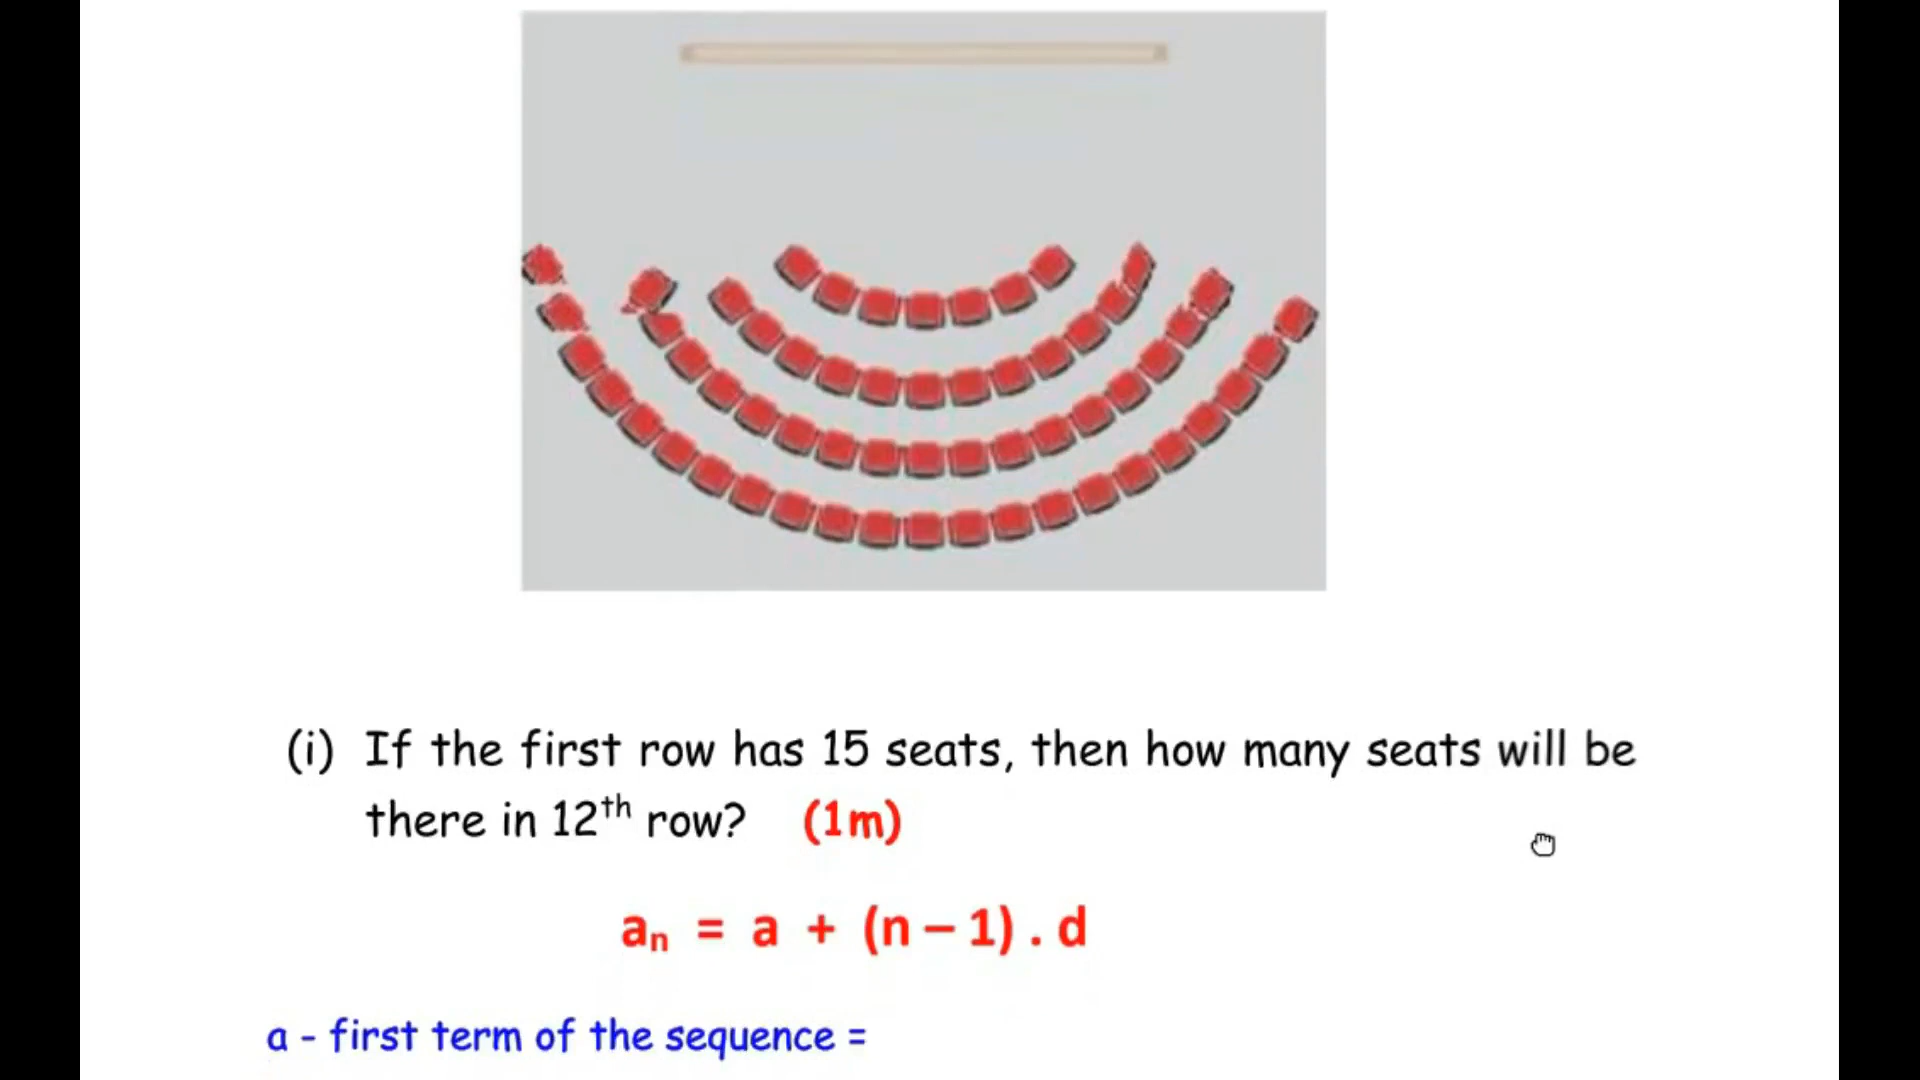 (i) If the first row has 15 seats, then how many seats will be
there in 12th row? (1m)
aₙ = a + (n – 1) . d
a - first term of the sequence =